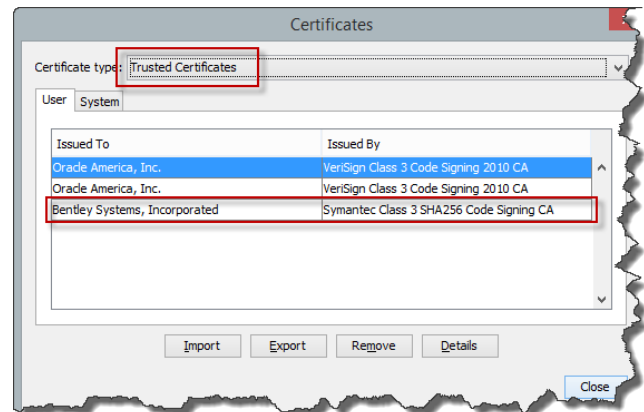 Certificates
Certificate type: Trusted Certificates
User System
Issued To Issued By
Oracle America, Inc. VeriSign Class 3 Code Signing 2010 CA
Oracle America, Inc. VeriSign Class 3 Code Signing 2010 CA
Bentley Systems, Incorporated Symantec Class 3 SHA256 Code Signing CA
Import Export Remove Details
Close